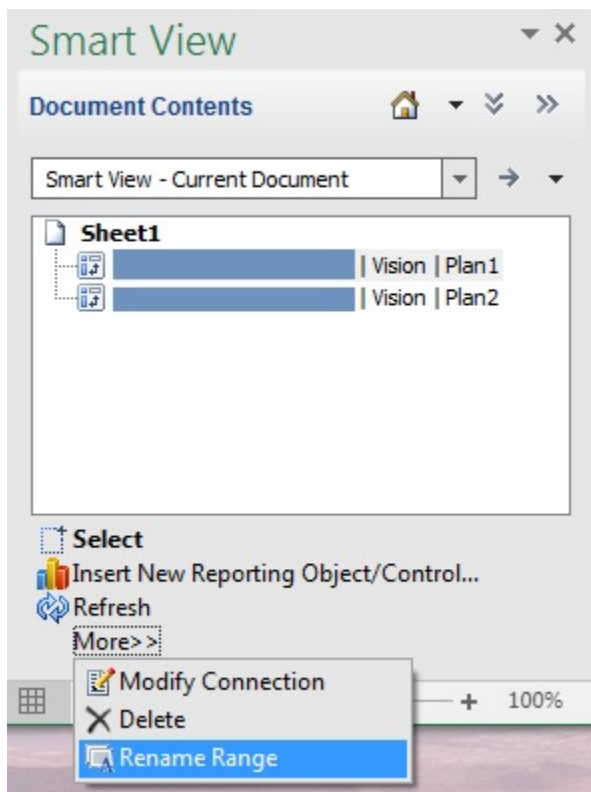 Smart View
Document Contents
Smart View - Current Document
Sheet1
| Vision | Plan1
| Vision | Plan2
Select
Insert New Reporting Object/Control...
Refresh
More>>
Modify Connection
100%
Delete
Rename Range